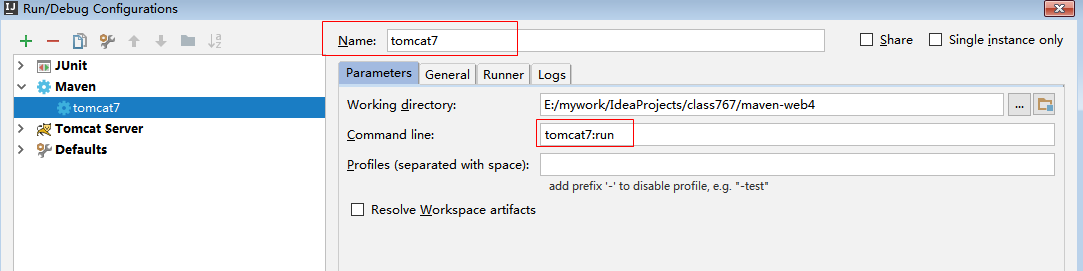 Run/Debug Configurations
Name: tomcat7
Share
Single instance only
JUnit
Maven
tomcat7
Tomcat Server
Defaults
Parameters General Runner Logs
Working directory: E:/mywork/IdeaProjects/class767/maven-web4
...
Command line: tomcat7:run
Profiles (separated with space):
add prefix '-' to disable profile, e.g. "-test"
Resolve Workspace artifacts